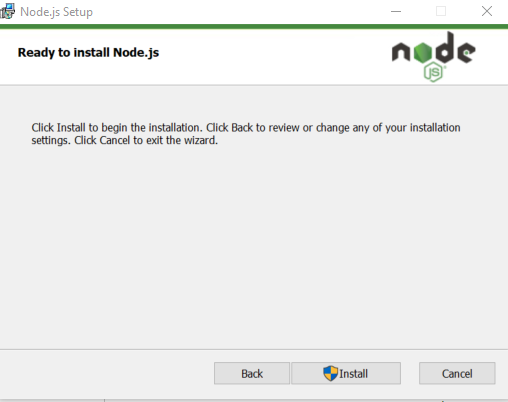 Node.js Setup
Ready to install Node.js
node
JS
Click Install to begin the installation. Click Back to review or change any of your installation
settings. Click Cancel to exit the wizard.
Back
Install
Cancel